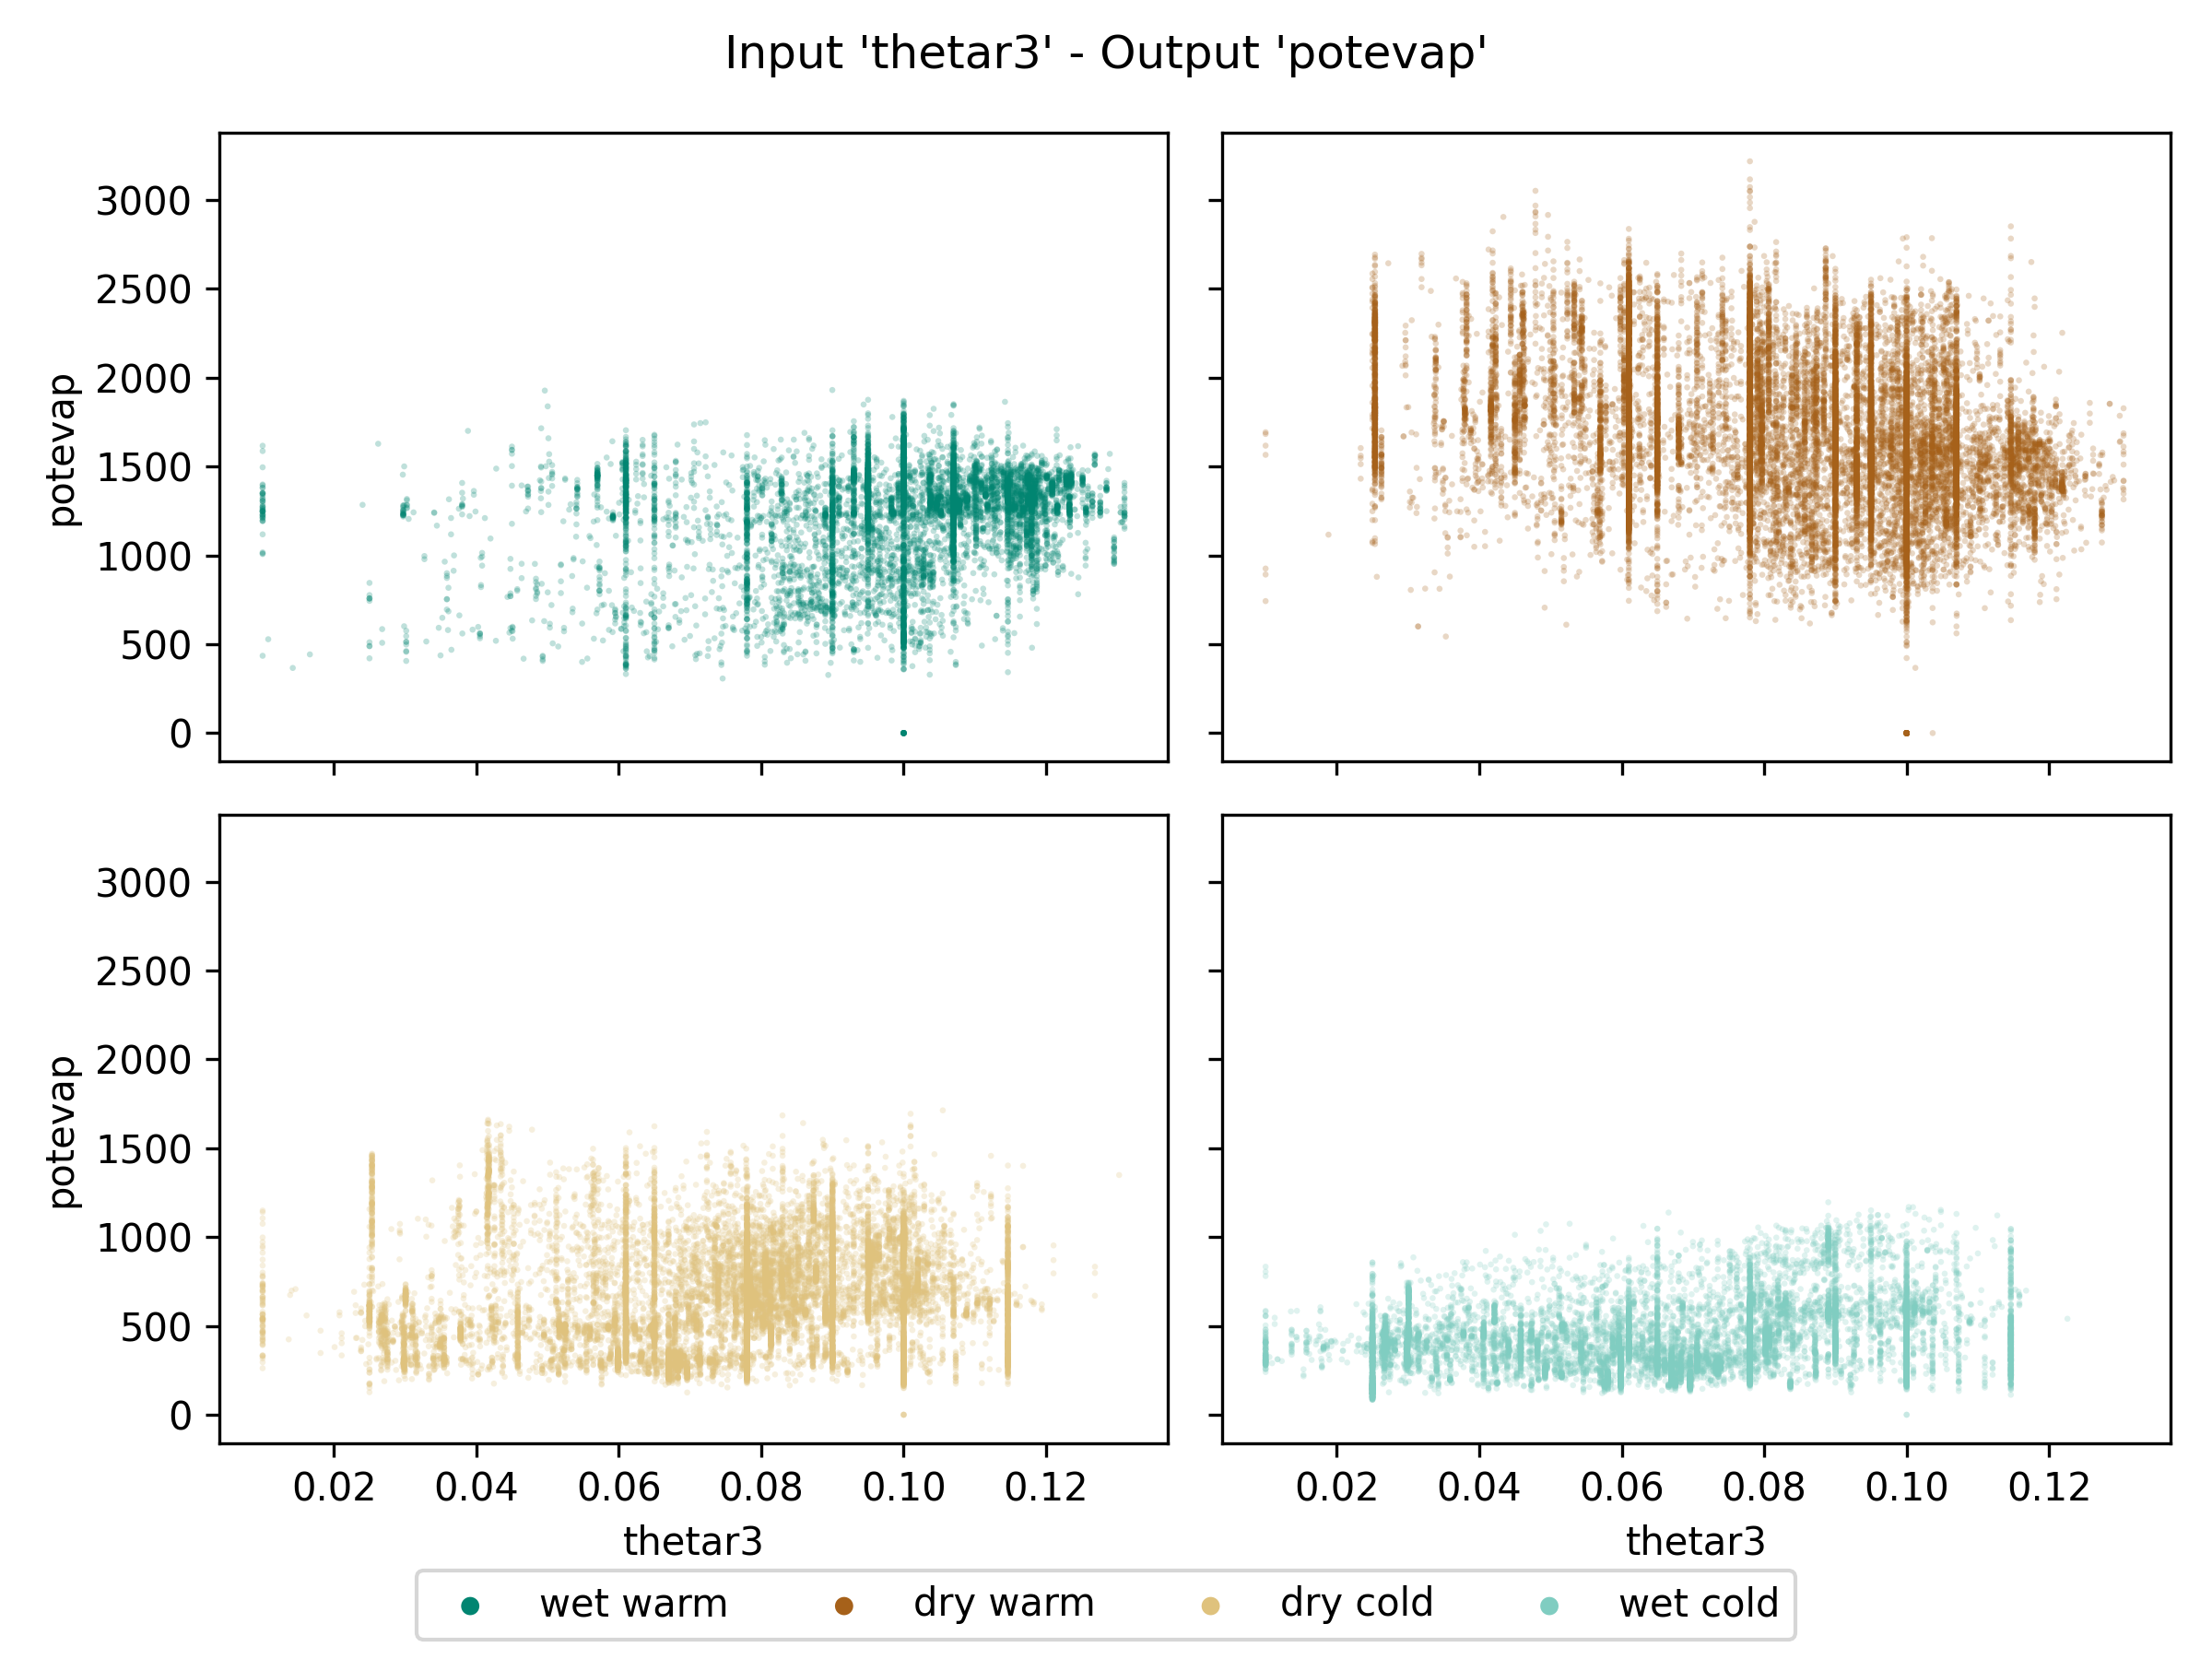 Input 'thetar3' - Output 'potevap'
3000
2500
2000
1500
1000
500
0
potevap
3000
2500
2000
1500
1000
500
0
potevap
0.02 0.04 0.06 0.08 0.10 0.12
thetar3
0.02 0.04 0.06 0.08 0.10 0.12
thetar3
wet warm dry warm dry cold wet cold